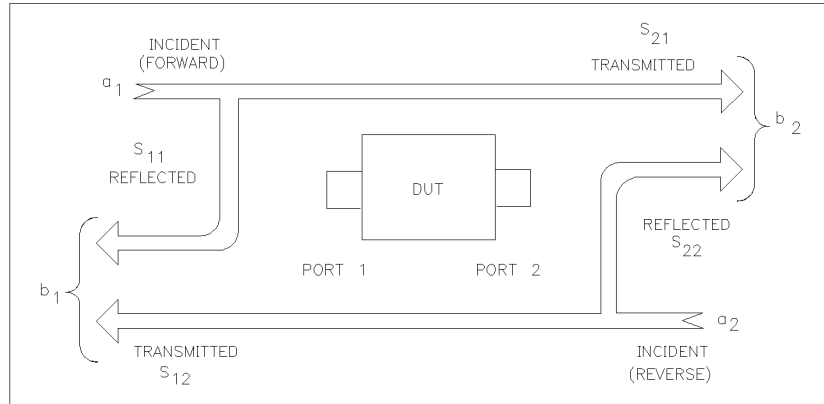 S21
INCIDENT
(FORWARD)
TRANSMITTED
a1
b2
S11
REFLECTED
DUT
REFLECTED
S22
PORT 1
PORT 2
b1
a2
TRANSMITTED
S12
INCIDENT
(REVERSE)